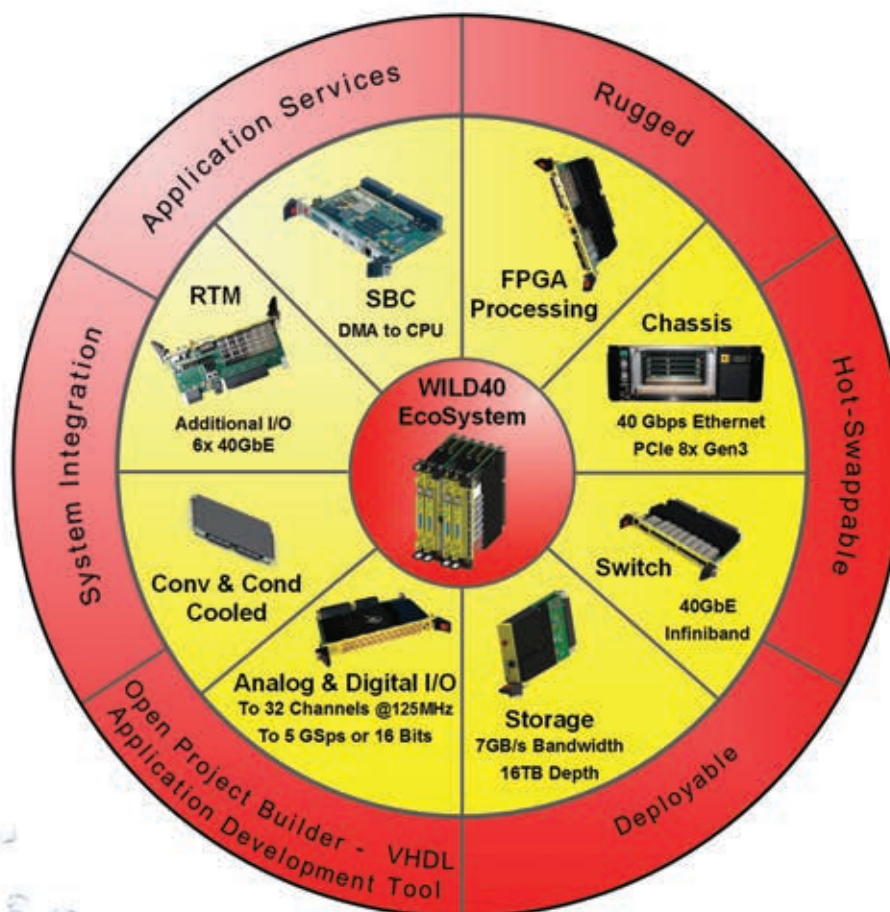 Application Services
Rugged
Hot-Swappable
Deployable
Open Project Builder - VHDL
Application Development Tool
System Integration
SBC
DMA to CPU
FPGA
Processing
Chassis
40 Gbps Ethernet
PCIe 8x Gen3
Switch
40GbE
Infiniband
Storage
7GB/s Bandwidth
16TB Depth
Analog & Digital I/O
To 32 Channels @125MHz
To 5 GSps or 16 Bits
Conv & Cond
Cooled
RTM
Additional I/O
6x 40GbE
WILD40
EcoSystem